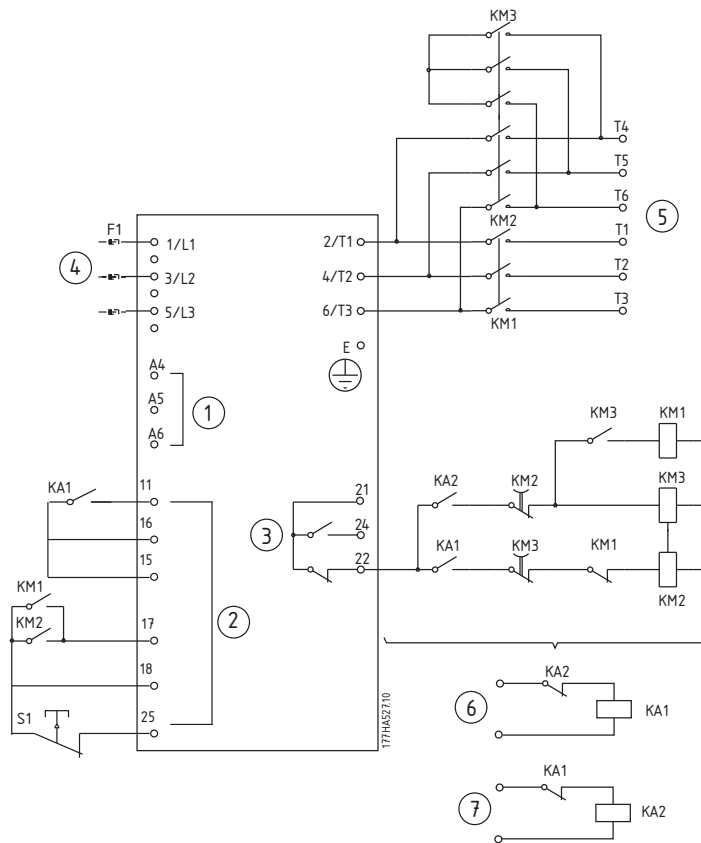 KM3
T4
T5
T6
5
F1
1/L1
2/T1
KM2
T1
4
3/L2
4/T2
T2
5/L3
6/T3
T3
KM1
E
A4
A5
1
A6
KM3
KM1
KA1
11
21
KA2
KM2
KM3
16
3
24
15
22
KA1
KM3
KM1
KM2
KM1
KM2
17
2
18
S1
25
177HA527.10
KA2
6
KA1
KA1
7
KA2